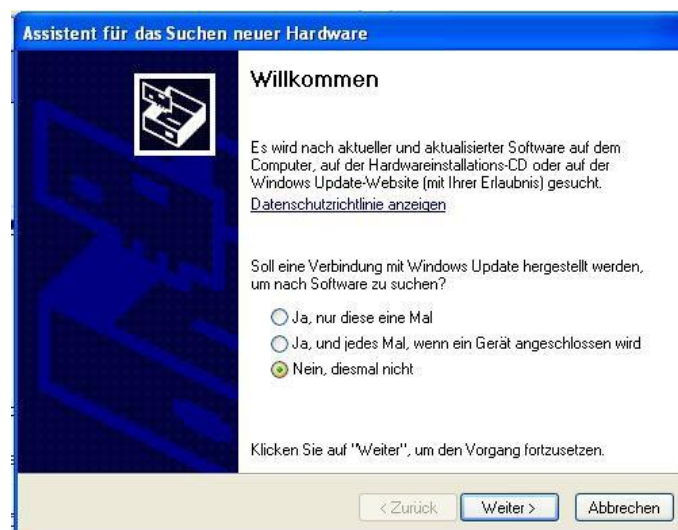 Assistent für das Suchen neuer Hardware
Willkommen
Es wird nach aktueller und aktualisierter Software auf dem
Computer, auf der Hardwareinstallations-CD oder auf der
Windows Update-Website (mit Ihrer Erlaubnis) gesucht.
Datenschutzrichtlinie anzeigen
Soll eine Verbindung mit Windows Update hergestellt werden,
um nach Software zu suchen?
Ja, nur diese eine Mal
Ja, und jedes Mal, wenn ein Gerät angeschlossen wird
Nein, diesmal nicht
Klicken Sie auf "Weiter", um den Vorgang fortzusetzen.
< Zurück Weiter > Abbrechen